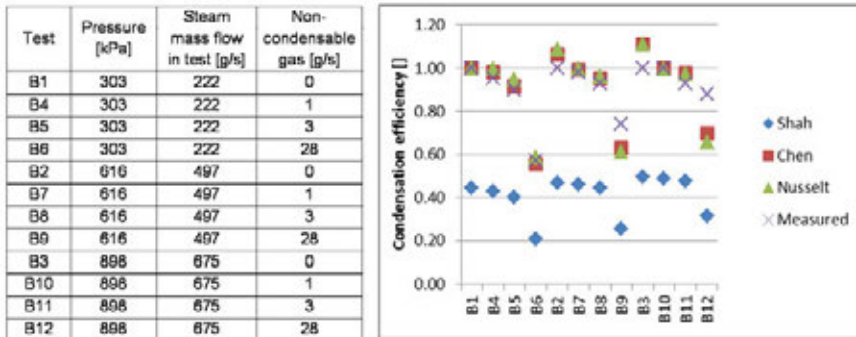 Test Pressure [kPa] Steam mass flow in test [g/s] Non-condensable gas [g/s]
B1 303 222 0
B4 303 222 1
B5 303 222 3
B6 303 222 28
B2 616 497 0
B7 616 497 1
B8 616 497 3
B9 616 497 28
B3 898 675 0
B10 898 675 1
B11 898 675 3
B12 898 675 28
Condensation efficiency []
1.20
1.00
0.80
0.60
0.40
0.20
0.00
B1 B4 B5 B6 B2 B7 B8 B9 B3 B10 B11 B12
Shah
Chen
Nusselt
Measured